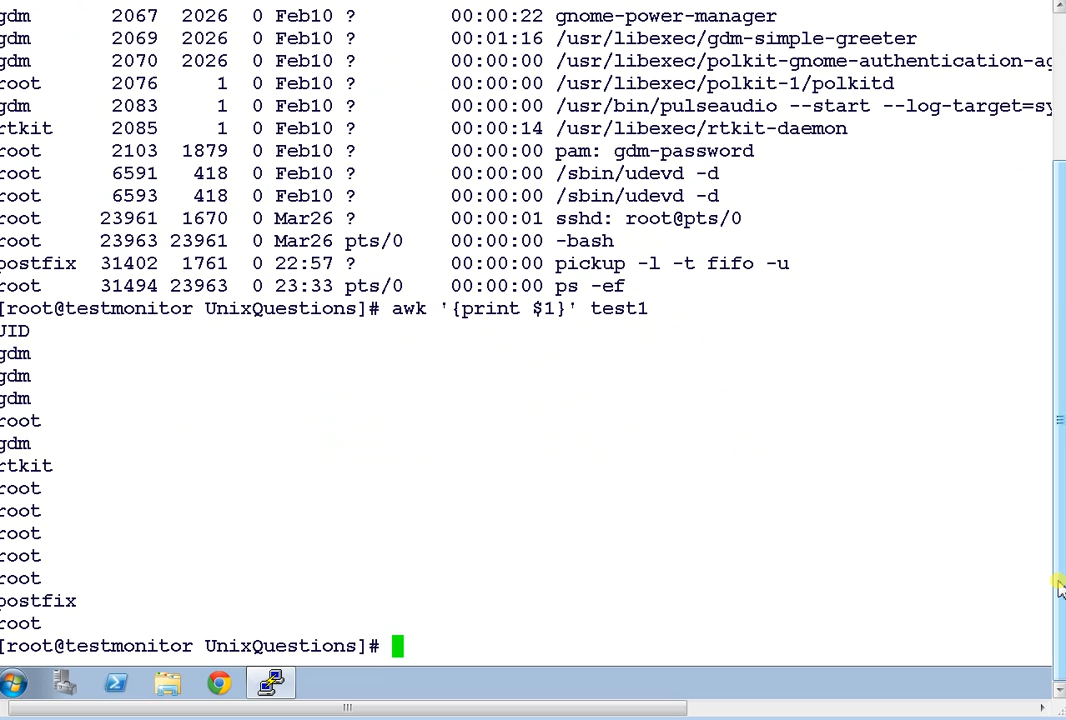 gdm 2067 2026 0 Feb10 ? 00:00:22 gnome-power-manager
gdm 2069 2026 0 Feb10 ? 00:01:16 /usr/libexec/gdm-simple-greeter
gdm 2070 2026 0 Feb10 ? 00:00:00 /usr/libexec/polkit-gnome-authentication-ag
root 2076 1 0 Feb10 ? 00:00:00 /usr/libexec/polkit-1/polkitd
gdm 2083 1 0 Feb10 ? 00:00:00 /usr/bin/pulseaudio --start --log-target=sy
rtkit 2085 1 0 Feb10 ? 00:00:14 /usr/libexec/rtkit-daemon
root 2103 1879 0 Feb10 ? 00:00:00 pam: gdm-password
root 6591 418 0 Feb10 ? 00:00:00 /sbin/udevd -d
root 6593 418 0 Feb10 ? 00:00:00 /sbin/udevd -d
root 23961 1670 0 Mar26 ? 00:00:01 sshd: root@pts/0
root 23963 23961 0 Mar26 pts/0 00:00:00 -bash
postfix 31402 1761 0 22:57 ? 00:00:00 pickup -l -t fifo -u
root 31494 23963 0 23:33 pts/0 00:00:00 ps -ef
[root@testmonitor UnixQuestions]# awk '{print $1}' test1
UID
gdm
gdm
gdm
root
gdm
rtkit
root
root
root
root
root
postfix
root
[root@testmonitor UnixQuestions]#